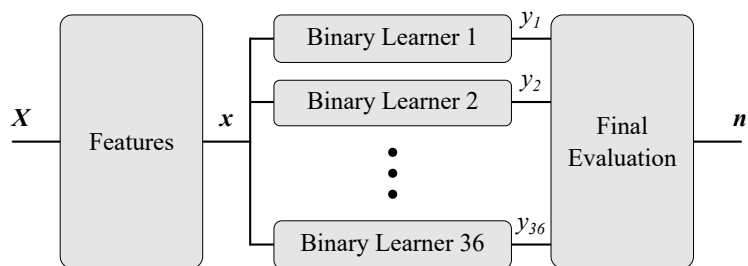 Binary Learner 1
y1
Binary Learner 2
y2
X
Features
x
Final
Evaluation
n
Binary Learner 36
y36